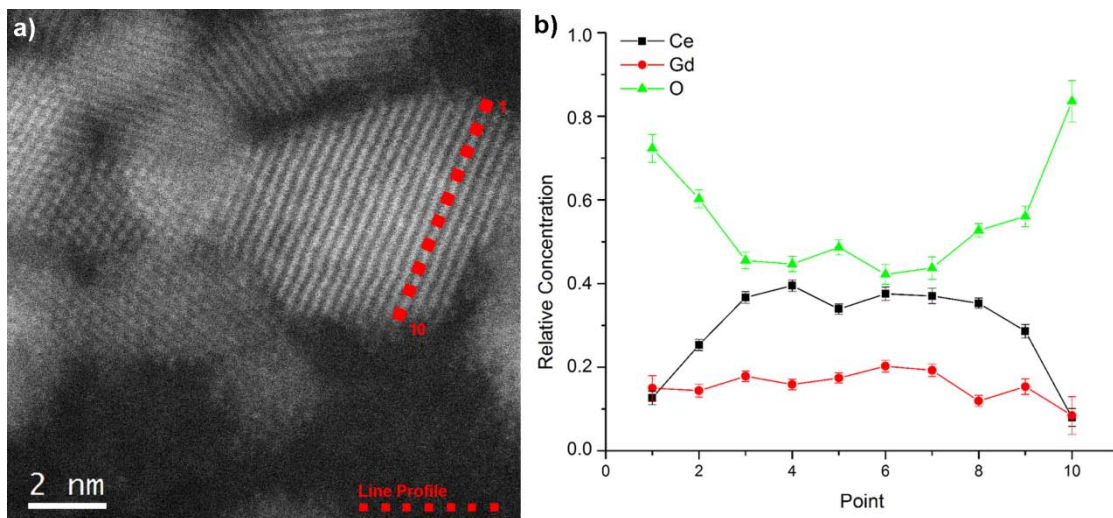 a)
1
10
2 nm
Line Profile
b)
Ce
Gd
O
Relative Concentration
1.0
0.8
0.6
0.4
0.2
0.0
0 2 4 6 8 10
Point